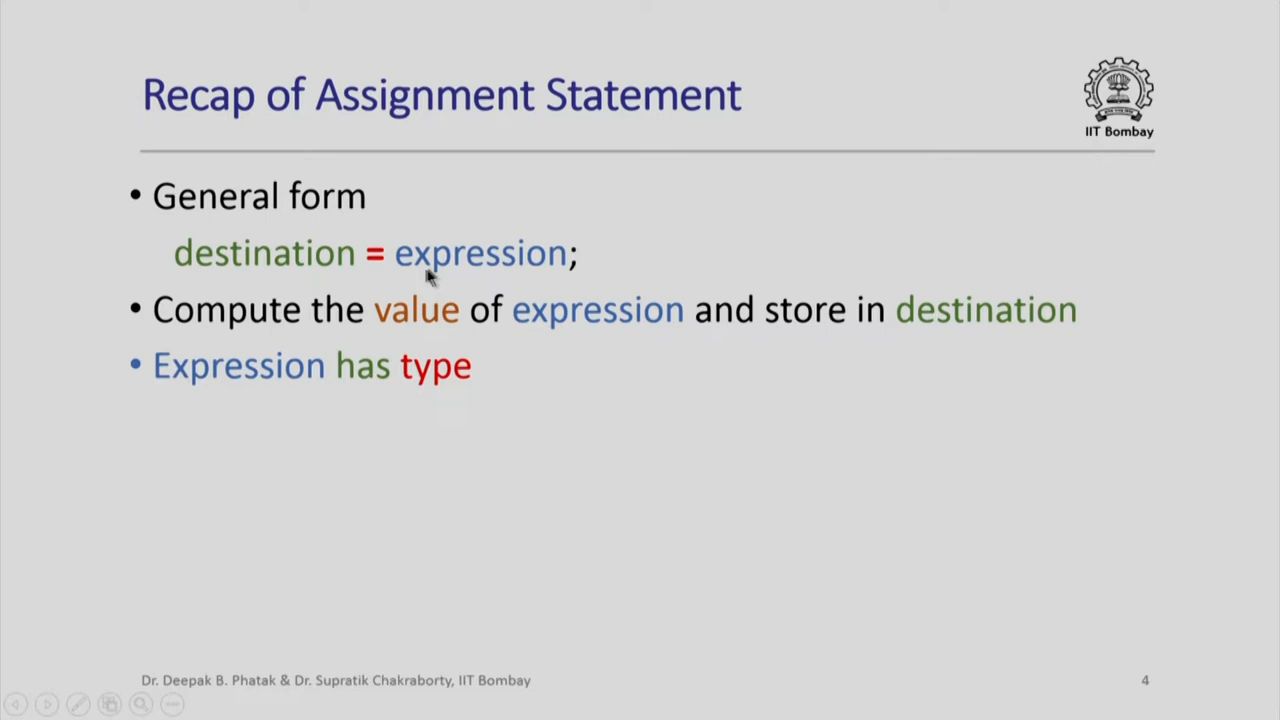 Recap of Assignment Statement
IIT Bombay
• General form
destination = expression;
• Compute the value of expression and store in destination
• Expression has type
Dr. Deepak B. Phatak & Dr. Supratik Chakraborty, IIT Bombay
4